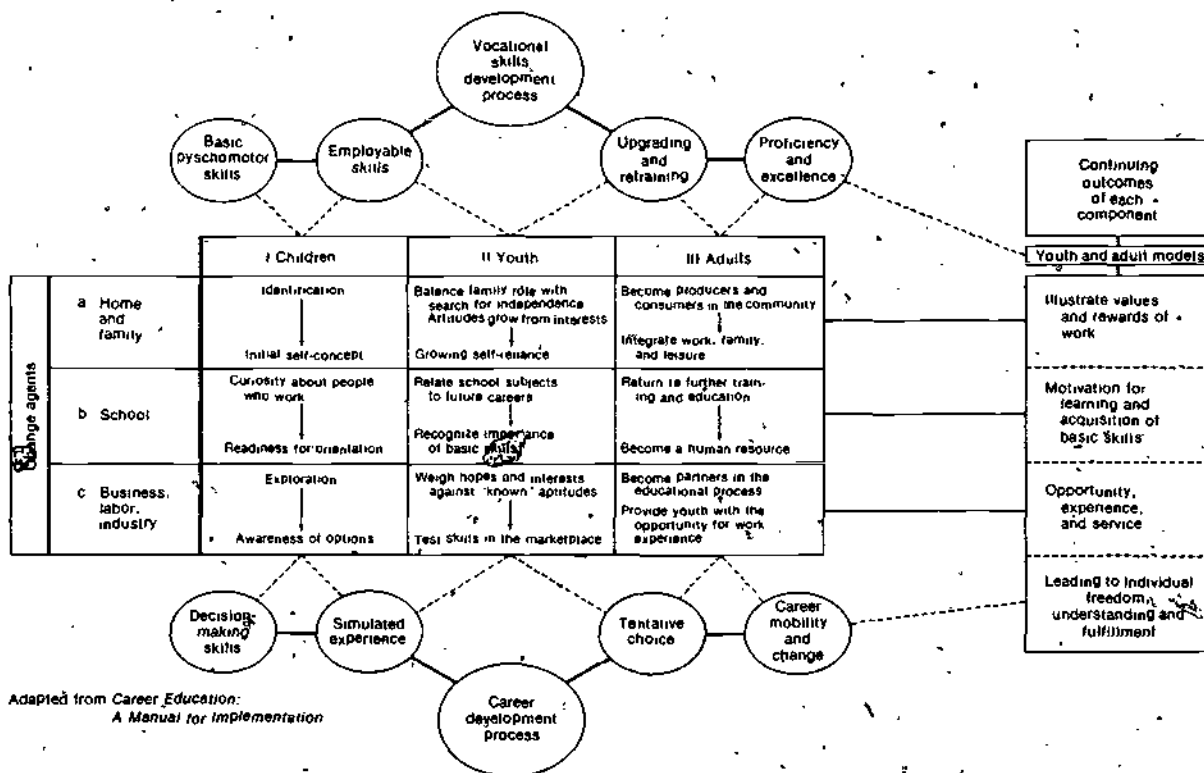 Vocational
skills
development
process
Basic
pyschomotor
skills
Employable
skills
Upgrading
and
retraining
Proficiency
and
excellence
Continuing
outcomes
of each
component
I Children
II Youth
III Adults
Youth and adult models
Change agents
a Home
and
family
Identification
Initial self-concept
Balance family role with
search for independence
Attitudes grow from interests
Growing self-reliance
Become producers and
consumers in the community
Integrate work, family,
and leisure
Illustrate values
and rewards of
work
b School
Curiosity about people
who work
Readiness for orientation
Relate school subjects
to future careers
Recognize importance
of basic skills
Return to further train-
ing and education
Become a human resource
Motivation for
learning and
acquisition of
basic skills
c Business,
labor,
industry
Exploration
Awareness of options
Weigh hopes and interests
against "known" aptitudes
Test skills in the marketplace
Become partners in the
educational process
Provide youth with the
opportunity for work
experience
Opportunity,
experience,
and service
Leading to individual
freedom,
understanding and
fulfillment
Decision-
making
skills
Simulated
experience
Tentative
choice
Career
mobility
and
change
Career
development
process
Adapted from Career Education:
A Manual for Implementation